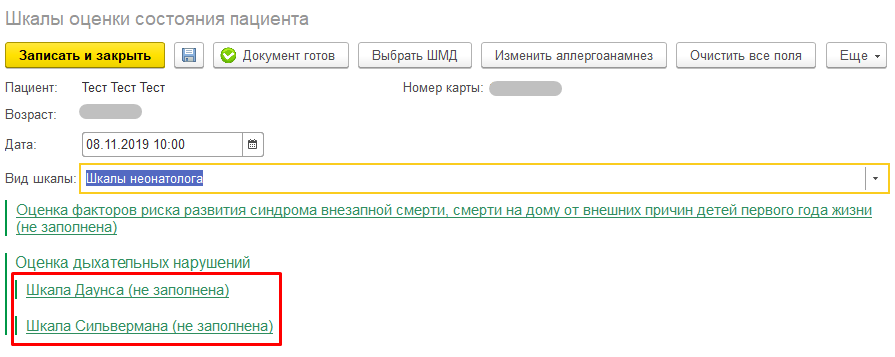 Шкалы оценки состояния пациента
Записать и закрыть Документ готов Выбрать ШМД Изменить аллергоанамнез Очистить все поля Еще
Пациент: Тест Тест Тест Номер карты:
Возраст:
Дата: 08.11.2019 10:00
Вид шкалы: Шкалы неонатолога
Оценка факторов риска развития синдрома внезапной смерти, смерти на дому от внешних причин детей первого года жизни
(не заполнена)
Оценка дыхательных нарушений
Шкала Даунса (не заполнена)
Шкала Сильвермана (не заполнена)